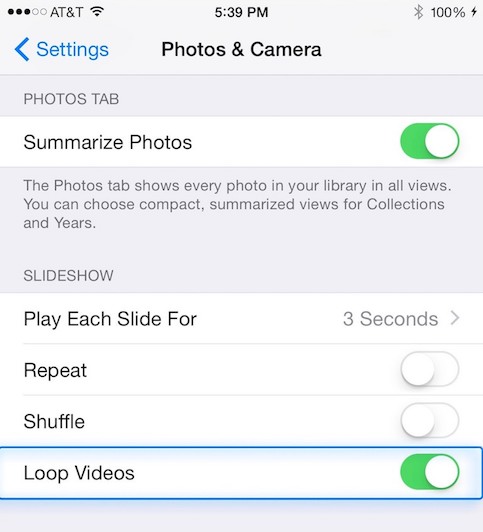 AT&T 5:39 PM 100%
Settings Photos & Camera
PHOTOS TAB
Summarize Photos
The Photos tab shows every photo in your library in all views.
You can choose compact, summarized views for Collections
and Years.
SLIDESHOW
Play Each Slide For 3 Seconds
Repeat
Shuffle
Loop Videos